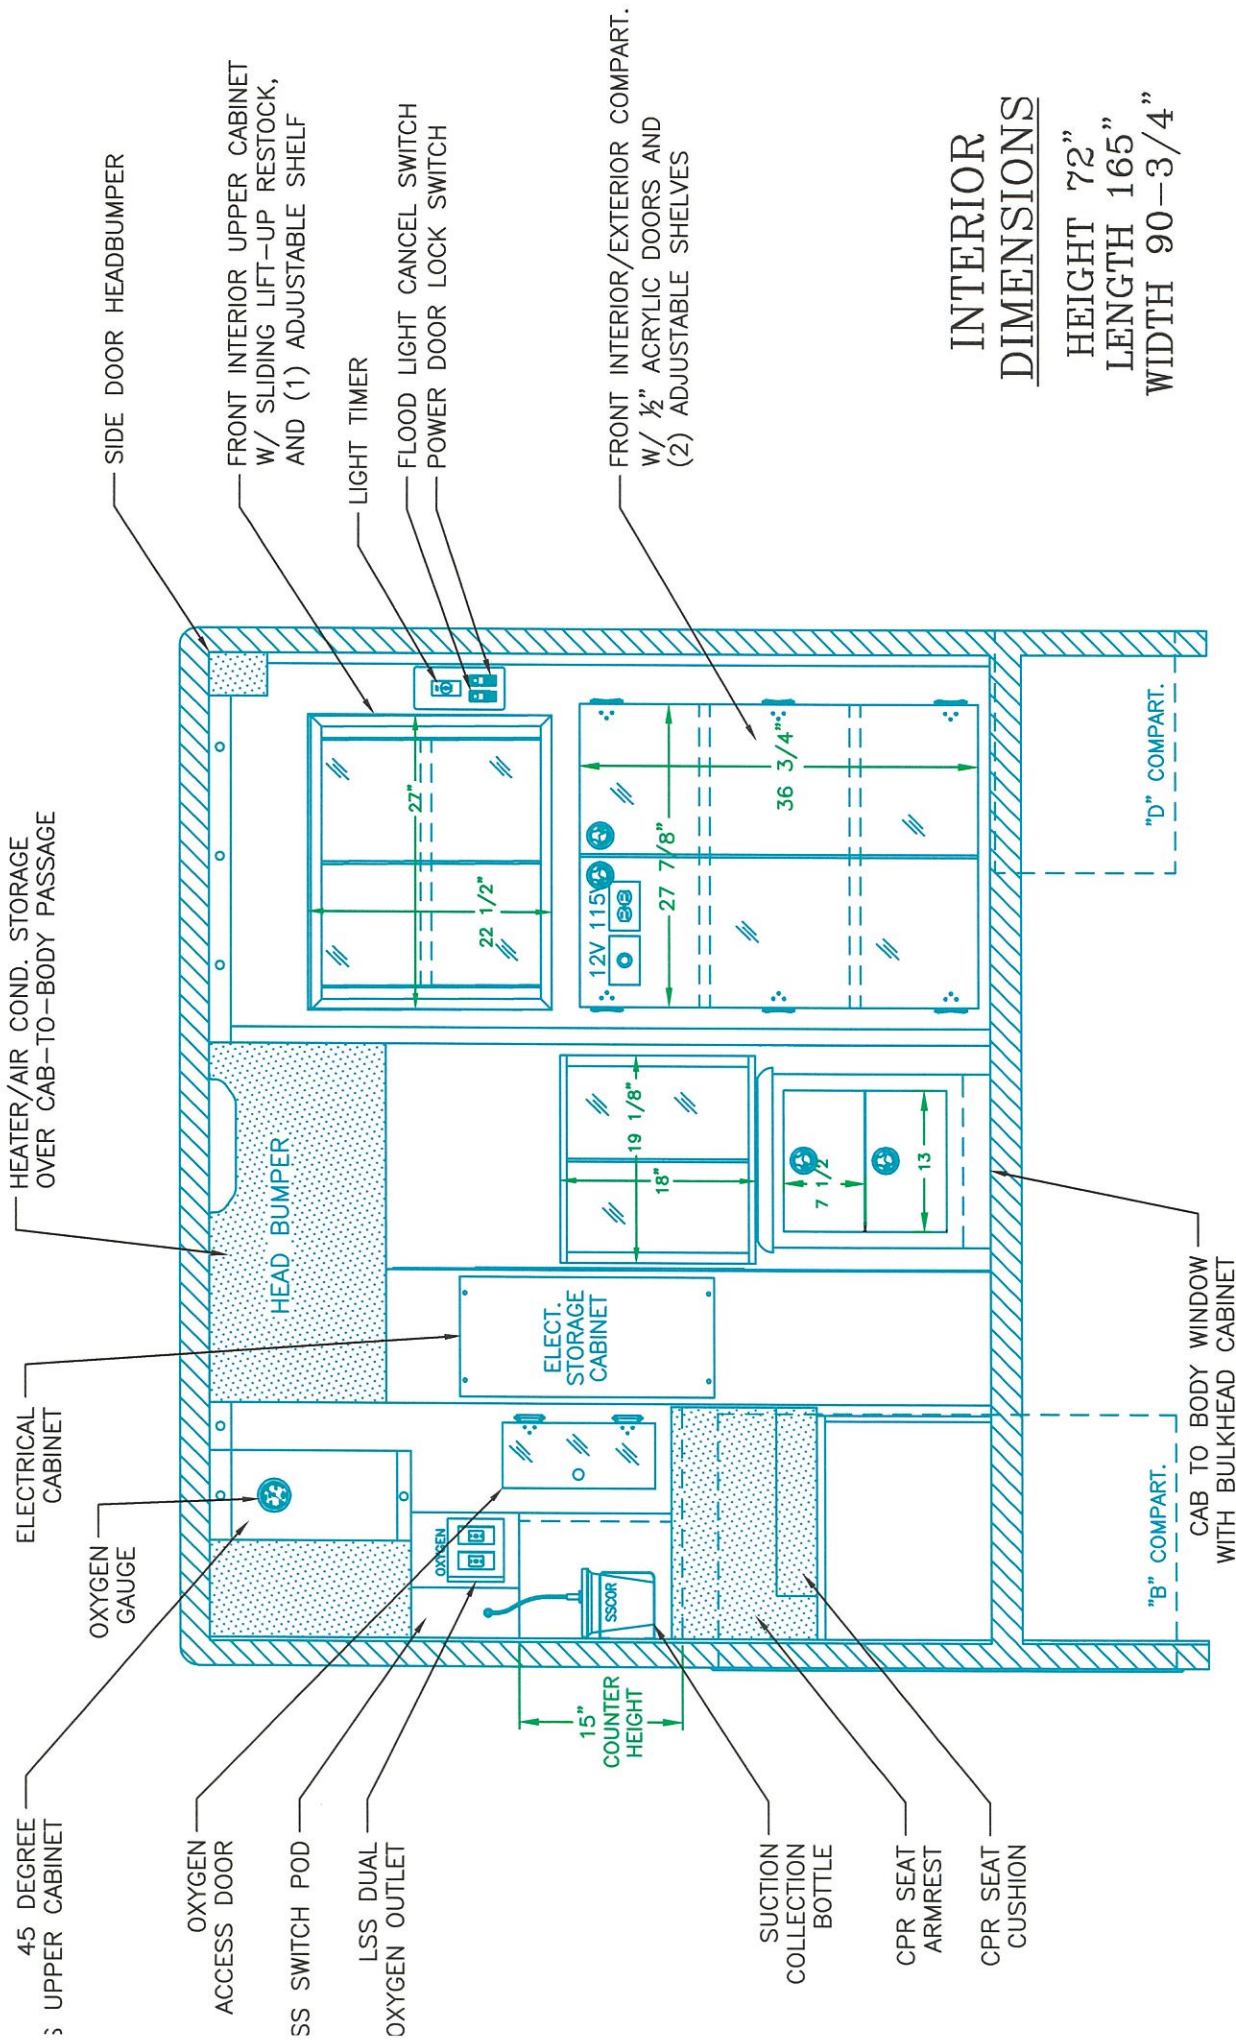 HEATER/AIR COND. STORAGE
OVER CAB-TO-BODY PASSAGE
ELECTRICAL
CABINET
OXYGEN
GAUGE
45 DEGREE
UPPER CABINET
OXYGEN
ACCESS DOOR
SS SWITCH POD
LSS DUAL
OXYGEN OUTLET
SUCTION
COLLECTION
BOTTLE
CPR SEAT
ARMREST
CPR SEAT
CUSHION
15"
COUNTER
HEIGHT
OXYGEN
SSCOR
HEAD BUMPER
ELECT.
STORAGE
CABINET
18"
19 1/8"
7 1/2
13
22 1/2"
27"
12V 115V
27 7/8"
36 3/4"
"B" COMPART.
"D" COMPART.
CAB TO BODY WINDOW
WITH BULKHEAD CABINET
SIDE DOOR HEADBUMPER
FRONT INTERIOR UPPER CABINET
W/ SLIDING LIFT-UP RESTOCK,
AND (1) ADJUSTABLE SHELF
LIGHT TIMER
FLOOD LIGHT CANCEL SWITCH
POWER DOOR LOCK SWITCH
FRONT INTERIOR/EXTERIOR COMPART.
W/ ½" ACRYLIC DOORS AND
(2) ADJUSTABLE SHELVES
INTERIOR
DIMENSIONS
HEIGHT 72"
LENGTH 165"
WIDTH 90-3/4"